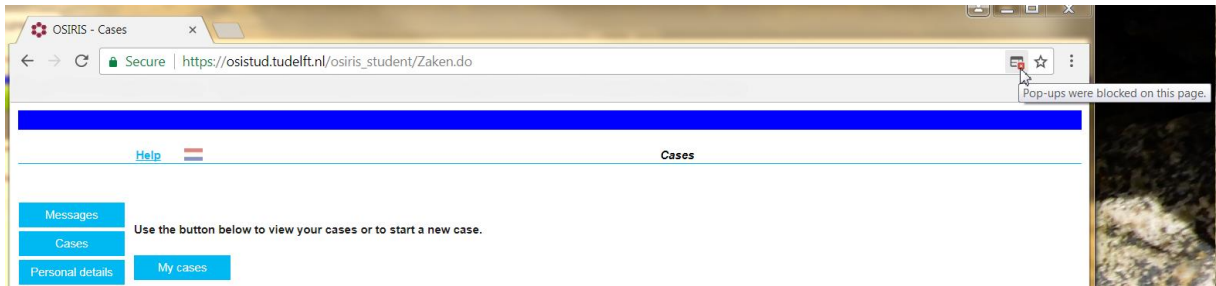 OSIRIS - Cases
Secure | https://osistud.tudelft.nl/osiris_student/Zaken.do
Pop-ups were blocked on this page.
Help Cases
Messages
Use the button below to view your cases or to start a new case.
Cases
Personal details My cases